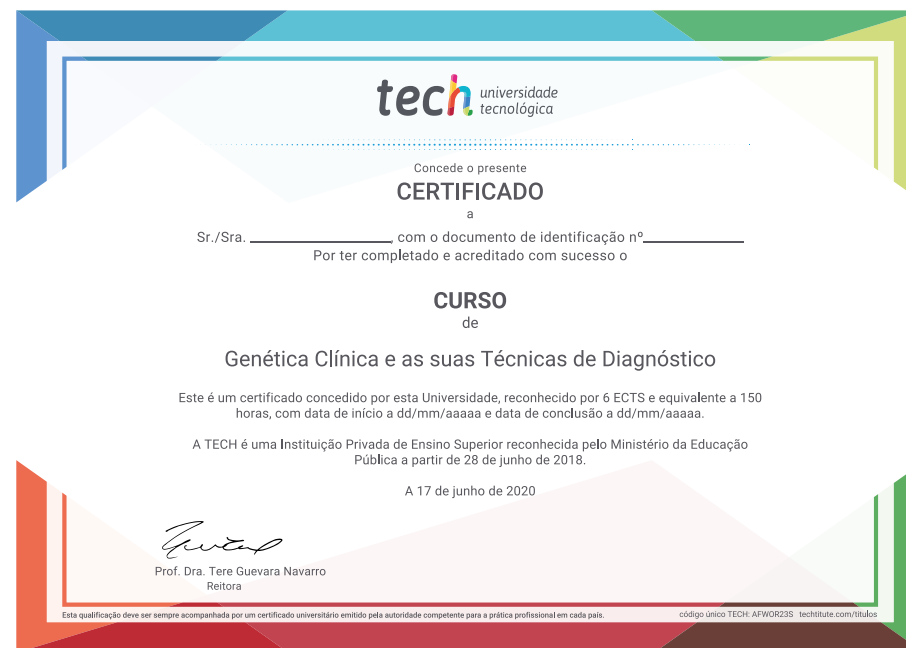 tech universidade
tecnológica
Concede o presente
CERTIFICADO
a
Sr./Sra. ____________, com o documento de identificação nº____________
Por ter completado e acreditado com sucesso o
CURSO
de
Genética Clínica e as suas Técnicas de Diagnóstico
Este é um certificado concedido por esta Universidade, reconhecido por 6 ECTS e equivalente a 150
horas, com data de início a dd/mm/aaaaa e data de conclusão a dd/mm/aaaaa.
A TECH é uma Instituição Privada de Ensino Superior reconhecida pelo Ministério da Educação
Pública a partir de 28 de junho de 2018.
A 17 de junho de 2020
Prof. Dra. Tere Guevara Navarro
Reitora
Esta qualificação deve ser sempre acompanhada por um certificado universitário emitido pela autoridade competente para a prática profissional em cada país.
código único TECH: AFWOR23S techtitute.com/titulos